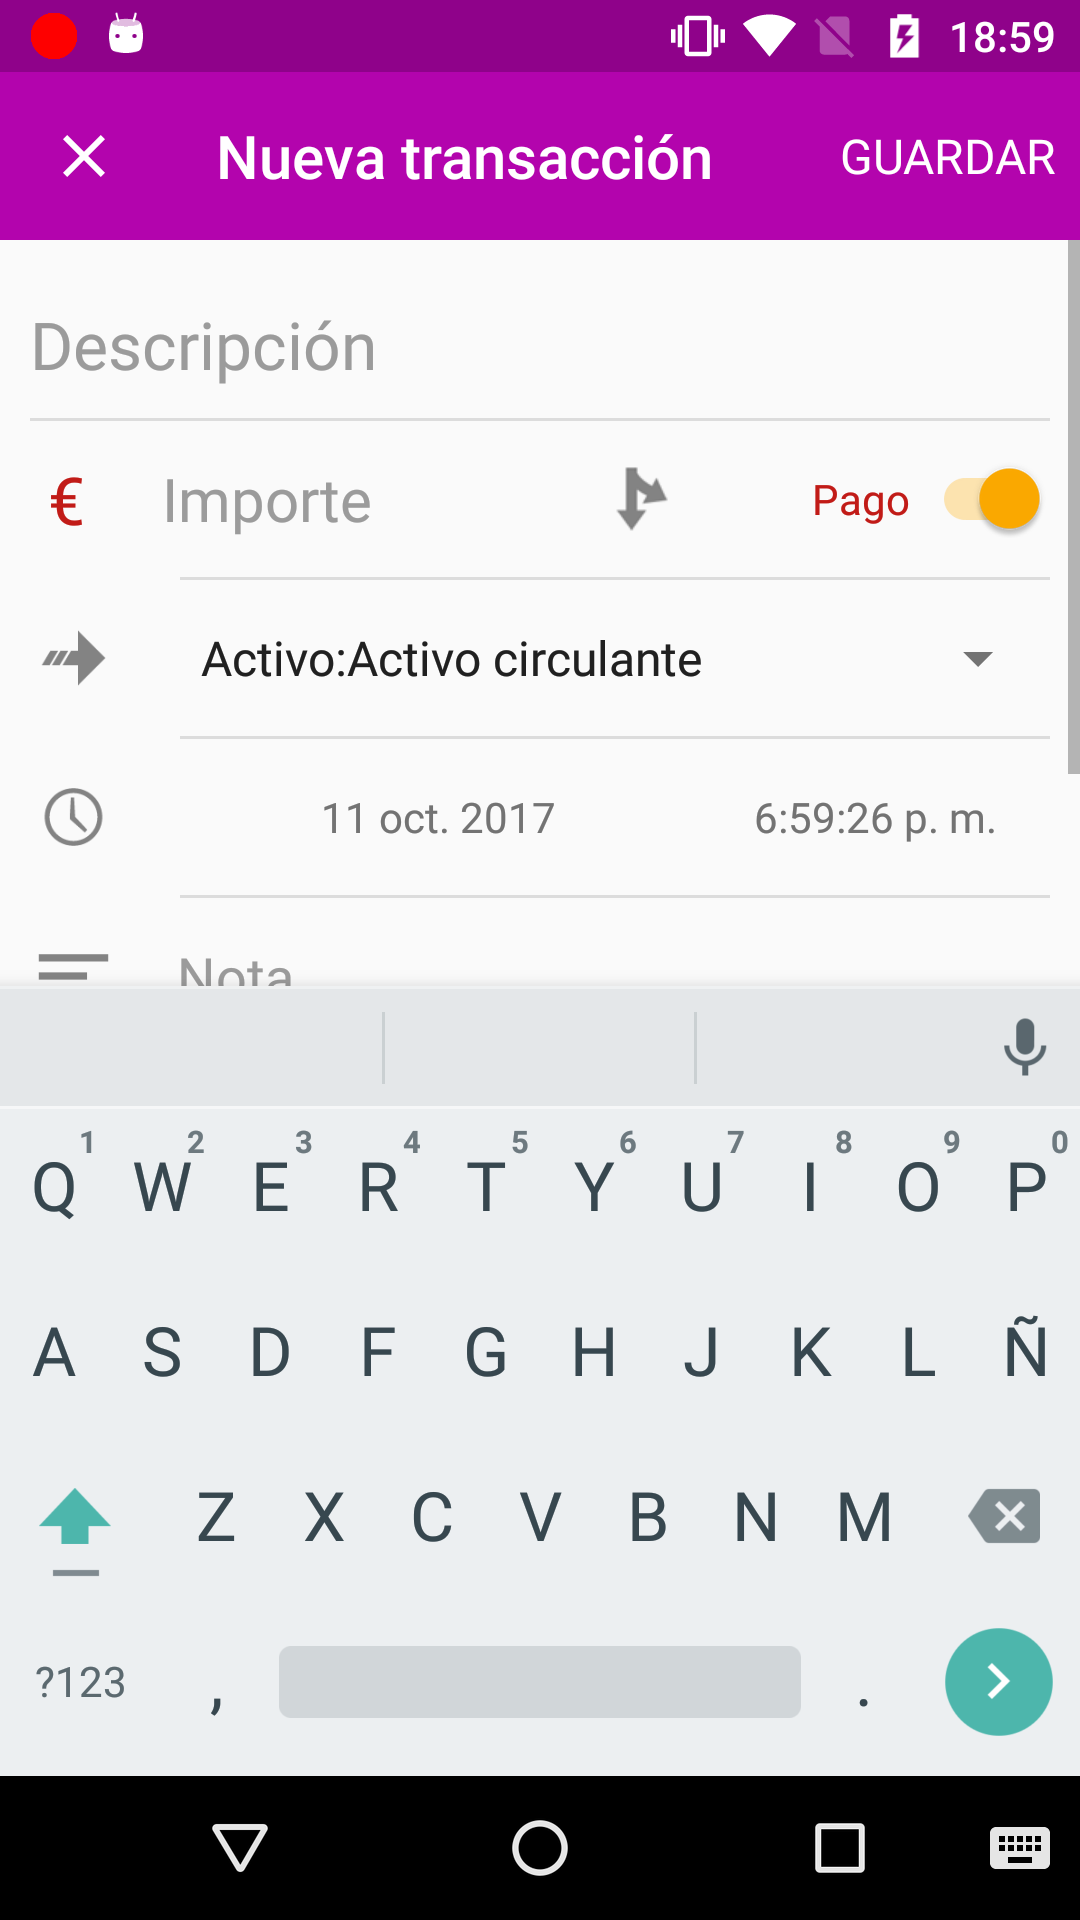 18:59
Nueva transacción GUARDAR
Descripción
€ Importe Pago
Activo:Activo circulante
11 oct. 2017 6:59:26 p. m.
Nota
1 2 3 4 5 6 7 8 9 0
Q W E R T Y U I O P
A S D F G H J K L Ñ
Z X C V B N M
?123 , .